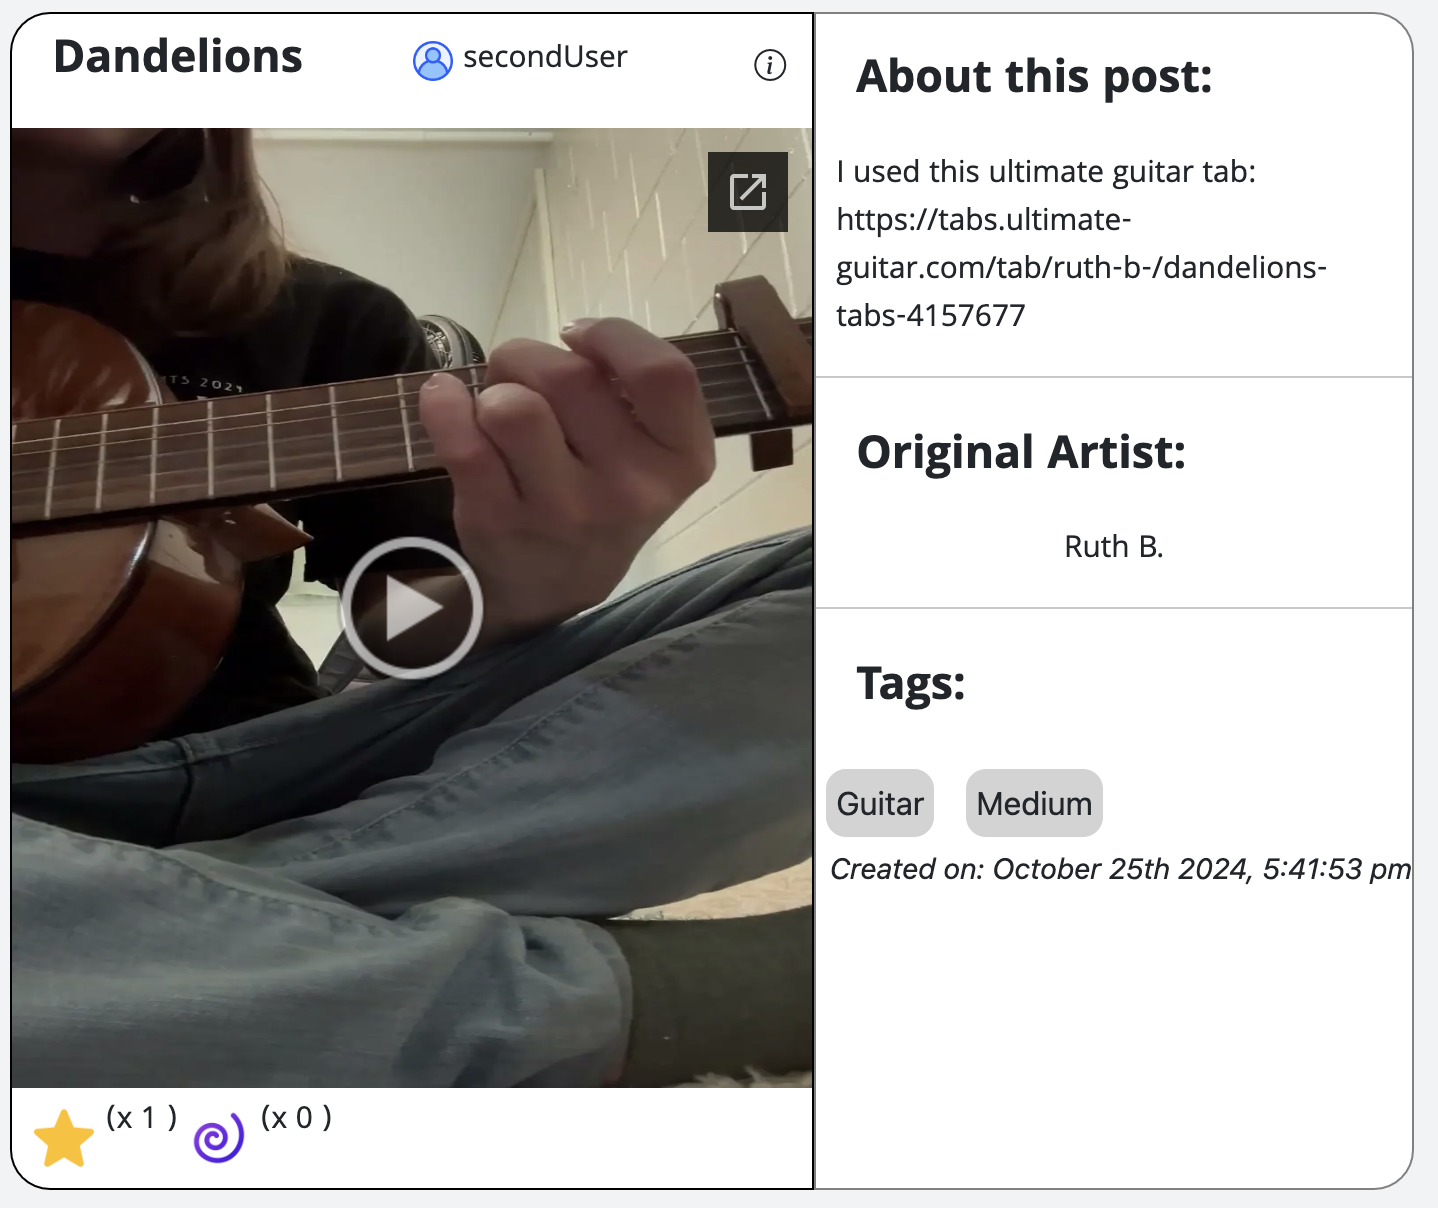 Dandelions
secondUser
About this post:
I used this ultimate guitar tab:
https://tabs.ultimate-
guitar.com/tab/ruth-b-/dandelions-
tabs-4157677
Original Artist:
Ruth B.
Tags:
Guitar Medium
Created on: October 25th 2024, 5:41:53 pm
(x 1 ) (x 0 )